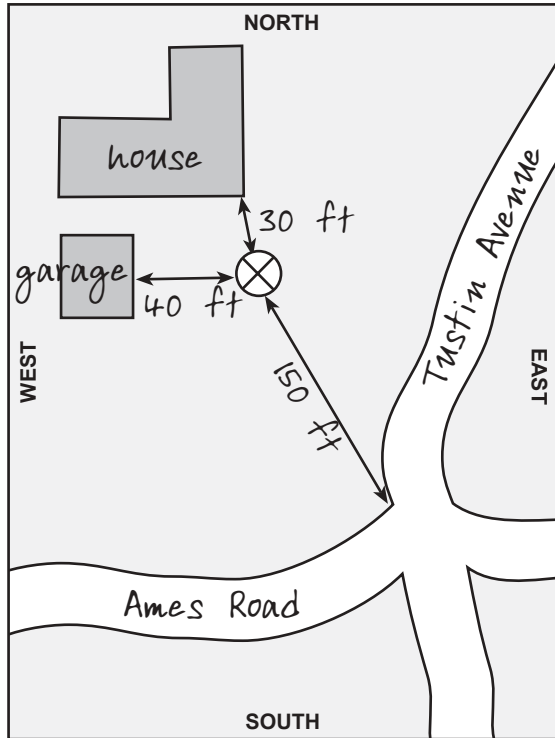 NORTH
house
30 ft
garage
40 ft
WEST
150 ft
Tustin Avenue
EAST
Ames Road
SOUTH